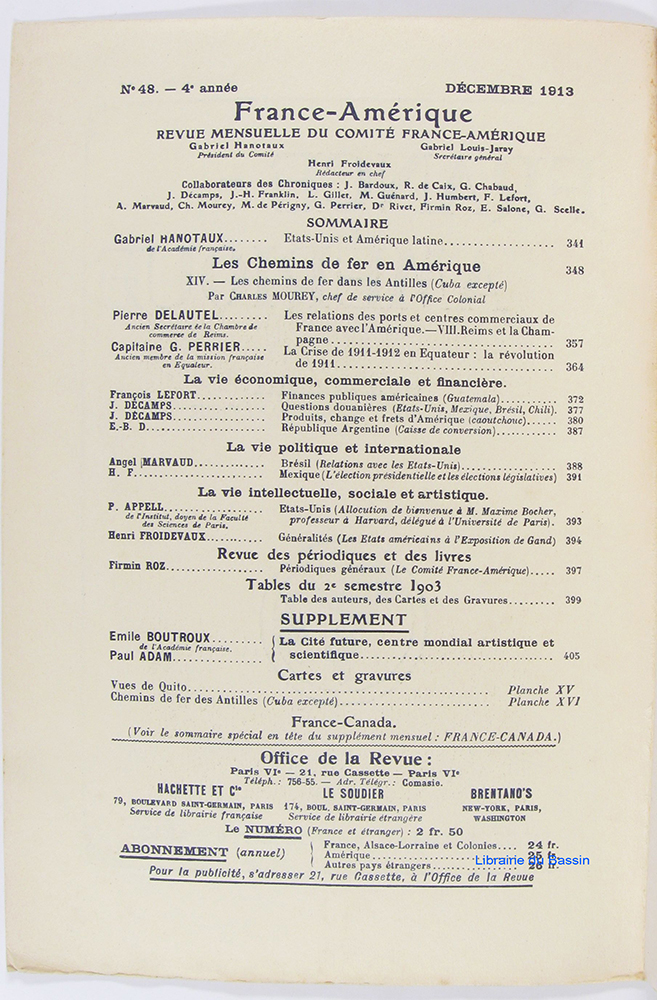 N° 48. — 4e année DÉCEMBRE 1913
France-Amérique
REVUE MENSUELLE DU COMITÉ FRANCE-AMÉRIQUE
Gabriel Hanotaux Gabriel Louis-Jaray
Président du Comité Secrétaire général
Henri Froidevaux
Rédacteur en chef
Collaborateurs des Chroniques : J. Bardoux, R. de Caix, G. Chabaud,
J. Décamps, J.-H. Franklin, L. Gillet, M. Guénard, J. Humbert, F. Lefort,
A. Marvaud, Ch. Mourey, M. de Périgny, G. Perrier, Dr Rivet, Firmin Roz, E. Salone, G. Scelle.
SOMMAIRE
Gabriel HANOTAUX........ Etats-Unis et Amérique latine.................. 341
de l'Académie française.
Les Chemins de fer en Amérique 348
XIV. — Les chemins de fer dans les Antilles (Cuba excepté)
Par CHARLES MOUREY, chef de service à l'Office Colonial
Pierre DELAUTEL......... Les relations des ports et centres commerciaux de
Ancien Secrétaire de la Chambre de France avec l'Amérique.—VIII. Reims et la Cham-
commerce de Reims. pagne.................................... 357
Capitaine G. PERRIER..... La Crise de 1911-1912 en Equateur : la révolution
Ancien membre de la mission française de 1911.................................... 364
en Equateur.
La vie économique, commerciale et financière.
François LEFORT............ Finances publiques américaines (Guatemala)........... 372
J. DÉCAMPS................ Questions douanières (Etats-Unis, Mexique, Brésil, Chili). 377
J. DÉCAMPS................ Produits, change et frets d'Amérique (caoutchouc)...... 380
E.-B. D..................... République Argentine (Caisse de conversion)........... 387
La vie politique et internationale
Angel MARVAUD............. Brésil (Relations avec les Etats-Unis)................. 388
H. F....................... Mexique (L'élection présidentielle et les élections législatives) 391
La vie intellectuelle, sociale et artistique.
P. APPELL.................. Etats-Unis (Allocution de bienvenue à M. Maxime Bocher,
de l'Institut, doyen de la Faculté professeur à Harvard, délégué à l'Université de Paris). 393
des Sciences de Paris.
Henri FROIDEVAUX........... Généralités (Les Etats américains à l'Exposition de Gand) 394
Revue des périodiques et des livres
Firmin ROZ.................. Périodiques généraux (Le Comité France-Amérique)..... 397
Tables du 2e semestre 1903
Table des auteurs, des Cartes et des Gravures......... 399
SUPPLEMENT
Emile BOUTROUX......... La Cité future, centre mondial artistique et
de l'Académie française.
Paul ADAM............... scientifique................................... 405
Cartes et gravures
Vues de Quito...................................................... Planche XV
Chemins de fer des Antilles (Cuba excepté)........................... Planche XVI
France-Canada.
(Voir le sommaire spécial en tête du supplément mensuel : FRANCE-CANADA.)
Office de la Revue :
Paris VIe — 21, rue Cassette — Paris VIe
Téléph.: 756-55. — Adr. Télégr.: Comasie.
HACHETTE ET Cie LE SOUDIER BRENTANO'S
79, BOULEVARD SAINT-GERMAIN, PARIS 174, BOUL. SAINT-GERMAIN, PARIS NEW-YORK, PARIS,
Service de librairie française Service de librairie étrangère WASHINGTON
Le NUMÉRO (France et étranger) : 2 fr. 50
ABONNEMENT (annuel) France, Alsace-Lorraine et Colonies.... 24 fr.
Amérique........................... 25 fr.
Autres pays étrangers............... 26 fr.
Pour la publicité, s'adresser 21, rue Cassette, à l'Office de la Revue
Librairie du Bassin